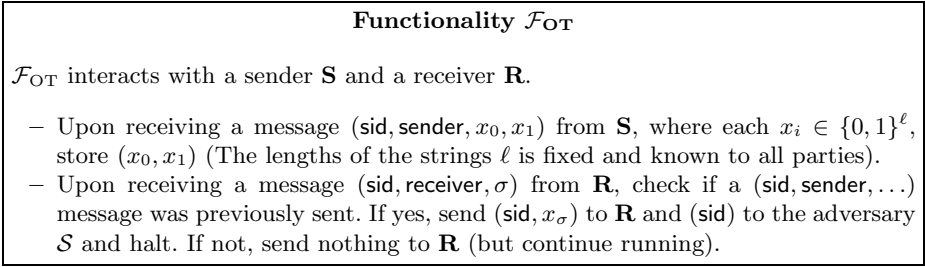 Functionality 𝓕OT
𝓕OT interacts with a sender S and a receiver R.
– Upon receiving a message (sid, sender, x₀, x₁) from S, where each xᵢ ∈ {0, 1}^ℓ,
store (x₀, x₁) (The lengths of the strings ℓ is fixed and known to all parties).
– Upon receiving a message (sid, receiver, σ) from R, check if a (sid, sender, . . .)
message was previously sent. If yes, send (sid, x_σ) to R and (sid) to the adversary
𝒮 and halt. If not, send nothing to R (but continue running).